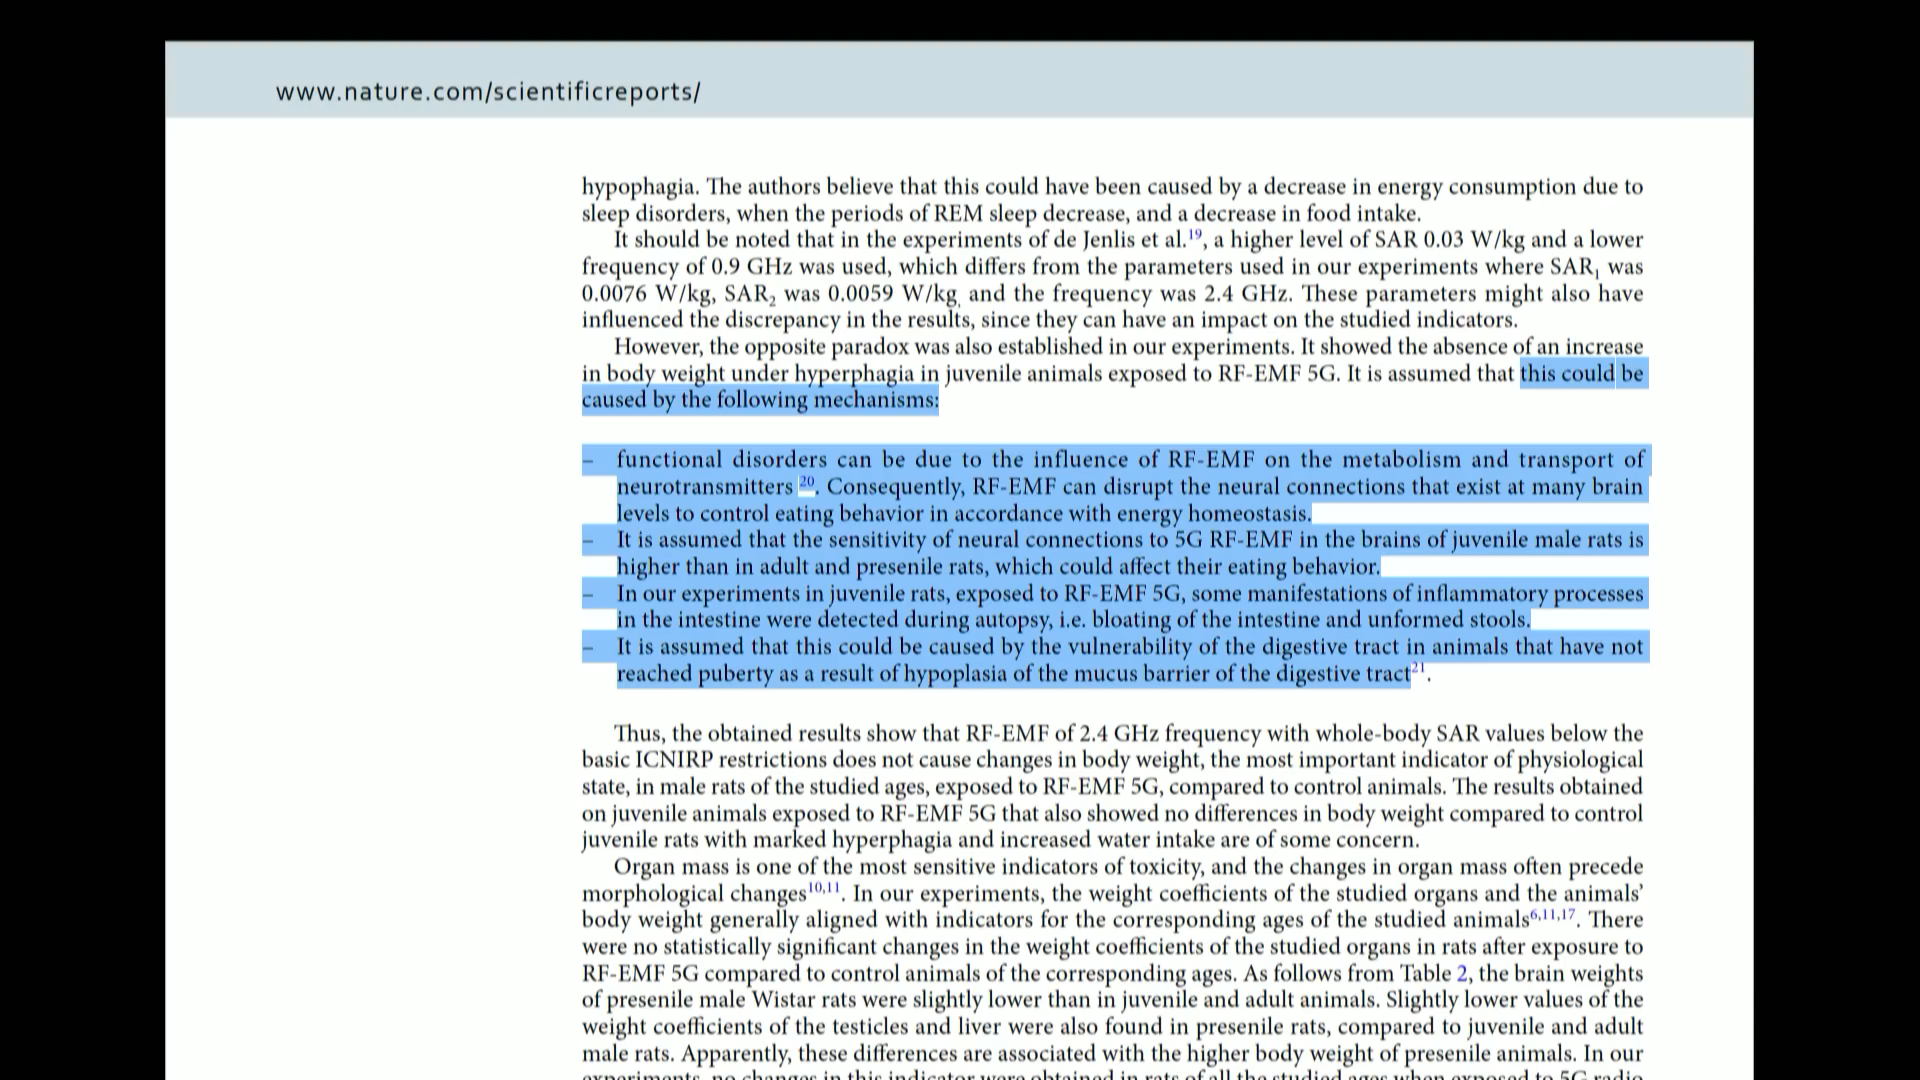 www.nature.com/scientificreports/
hypophagia. The authors believe that this could have been caused by a decrease in energy consumption due to
sleep disorders, when the periods of REM sleep decrease, and a decrease in food intake.
It should be noted that in the experiments of de Jenlis et al.19, a higher level of SAR 0.03 W/kg and a lower
frequency of 0.9 GHz was used, which differs from the parameters used in our experiments where SAR1 was
0.0076 W/kg, SAR2 was 0.0059 W/kg, and the frequency was 2.4 GHz. These parameters might also have
influenced the discrepancy in the results, since they can have an impact on the studied indicators.
However, the opposite paradox was also established in our experiments. It showed the absence of an increase
in body weight under hyperphagia in juvenile animals exposed to RF-EMF 5G. It is assumed that this could be
caused by the following mechanisms:
– functional disorders can be due to the influence of RF-EMF on the metabolism and transport of
neurotransmitters 20. Consequently, RF-EMF can disrupt the neural connections that exist at many brain
levels to control eating behavior in accordance with energy homeostasis.
– It is assumed that the sensitivity of neural connections to 5G RF-EMF in the brains of juvenile male rats is
higher than in adult and presenile rats, which could affect their eating behavior.
– In our experiments in juvenile rats, exposed to RF-EMF 5G, some manifestations of inflammatory processes
in the intestine were detected during autopsy, i.e. bloating of the intestine and unformed stools.
– It is assumed that this could be caused by the vulnerability of the digestive tract in animals that have not
reached puberty as a result of hypoplasia of the mucus barrier of the digestive tract21.
Thus, the obtained results show that RF-EMF of 2.4 GHz frequency with whole-body SAR values below the
basic ICNIRP restrictions does not cause changes in body weight, the most important indicator of physiological
state, in male rats of the studied ages, exposed to RF-EMF 5G, compared to control animals. The results obtained
on juvenile animals exposed to RF-EMF 5G that also showed no differences in body weight compared to control
juvenile rats with marked hyperphagia and increased water intake are of some concern.
Organ mass is one of the most sensitive indicators of toxicity, and the changes in organ mass often precede
morphological changes10,11. In our experiments, the weight coefficients of the studied organs and the animals’
body weight generally aligned with indicators for the corresponding ages of the studied animals6,11,17. There
were no statistically significant changes in the weight coefficients of the studied organs in rats after exposure to
RF-EMF 5G compared to control animals of the corresponding ages. As follows from Table 2, the brain weights
of presenile male Wistar rats were slightly lower than in juvenile and adult animals. Slightly lower values of the
weight coefficients of the testicles and liver were also found in presenile rats, compared to juvenile and adult
male rats. Apparently, these differences are associated with the higher body weight of presenile animals. In our
experiments, no changes in this indicator were obtained in rats of all the studied ages when exposed to 5G radio